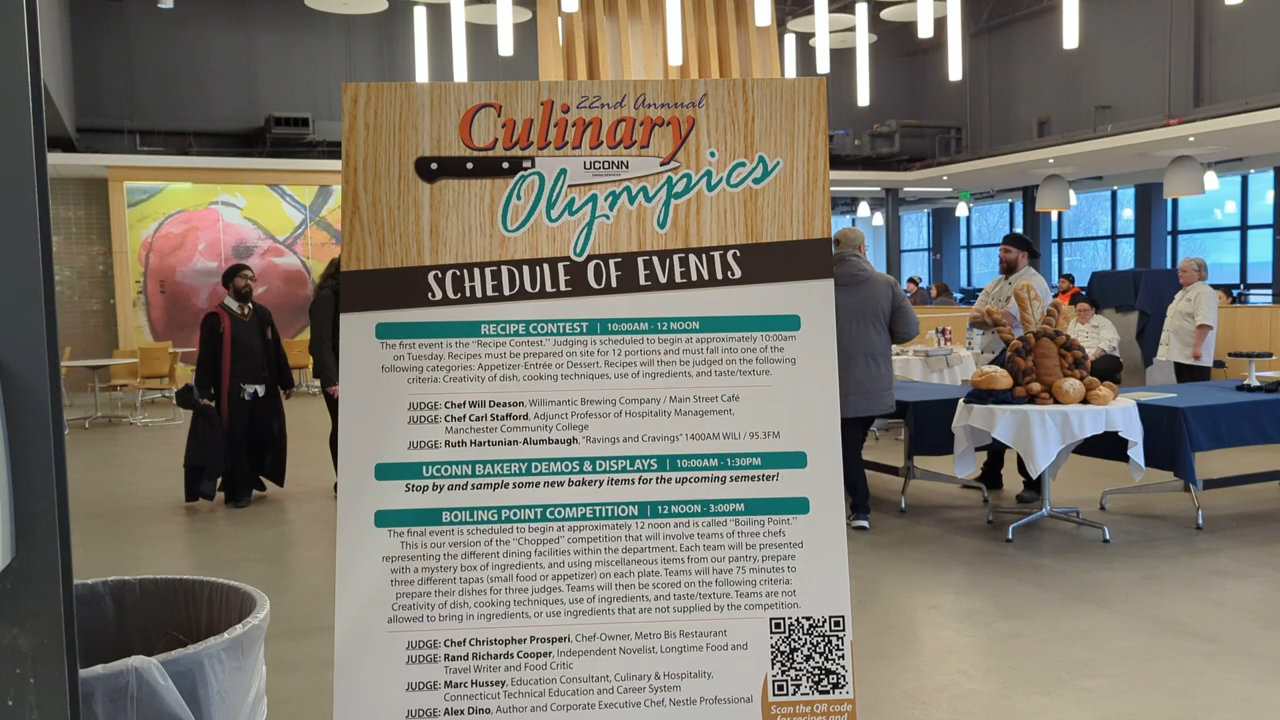 22nd Annual
Culinary
UCONN
Olympics
SCHEDULE OF EVENTS
RECIPE CONTEST | 10:00AM - 12 NOON
The first event is the "Recipe Contest." Judging is scheduled to begin at approximately 10:00am
on Tuesday. Recipes must be prepared on site for 12 portions and must fall into one of the
following categories: Appetizer-Entrée or Dessert. Recipes will then be judged on the following
criteria: Creativity of dish, cooking techniques, use of ingredients, and taste/texture.
JUDGE: Chef Will Deason, Willimantic Brewing Company / Main Street Café
JUDGE: Chef Carl Stafford, Adjunct Professor of Hospitality Management,
Manchester Community College
JUDGE: Ruth Hartunian-Alumbaugh, "Ravings and Cravings" 1400AM WILI / 95.3FM
UCONN BAKERY DEMOS & DISPLAYS | 10:00AM - 1:30PM
Stop by and sample some new bakery items for the upcoming semester!
BOILING POINT COMPETITION | 12 NOON - 3:00PM
The final event is scheduled to begin at approximately 12 noon and is called "Boiling Point."
This is our version of the "Chopped" competition that will involve teams of three chefs
representing the different dining facilities within the department. Each team will be presented
with a mystery box of ingredients, and using miscellaneous items from our pantry, prepare
three different tapas (small food or appetizer) on each plate. Teams will have 75 minutes to
prepare their dishes for three judges. Teams will then be scored on the following criteria:
Creativity of dish, cooking techniques, use of ingredients, and taste/texture. Teams are not
allowed to bring in ingredients, or use ingredients that are not supplied by the competition.
JUDGE: Chef Christopher Prosperi, Chef-Owner, Metro Bis Restaurant
JUDGE: Rand Richards Cooper, Independent Novelist, Longtime Food and
Travel Writer and Food Critic
JUDGE: Marc Hussey, Education Consultant, Culinary & Hospitality,
Connecticut Technical Education and Career System
JUDGE: Alex Dino, Author and Corporate Executive Chef, Nestle Professional
Scan the QR code
for recipes and